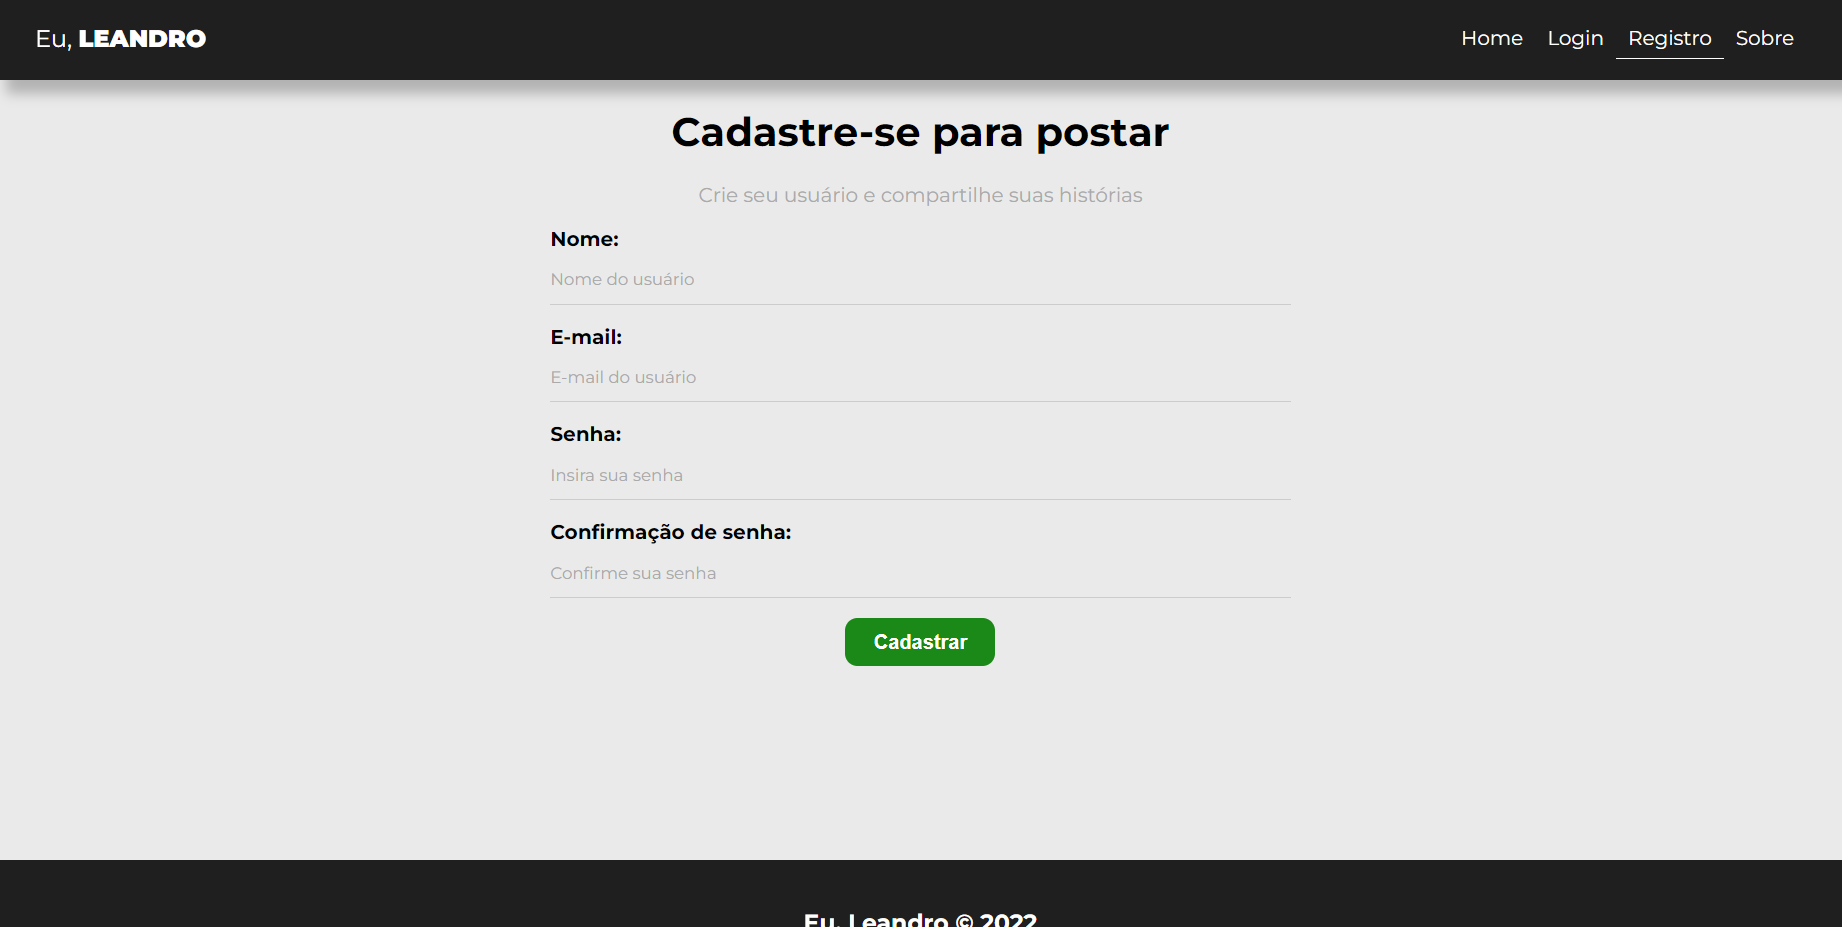 Eu, LEANDRO
Home Login Registro Sobre
Cadastre-se para postar
Crie seu usuário e compartilhe suas histórias
Nome:
Nome do usuário
E-mail:
E-mail do usuário
Senha:
Insira sua senha
Confirmação de senha:
Confirme sua senha
Cadastrar
Eu, Leandro © 2022